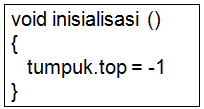 void inisialisasi ()
{
tumpuk.top = -1
}